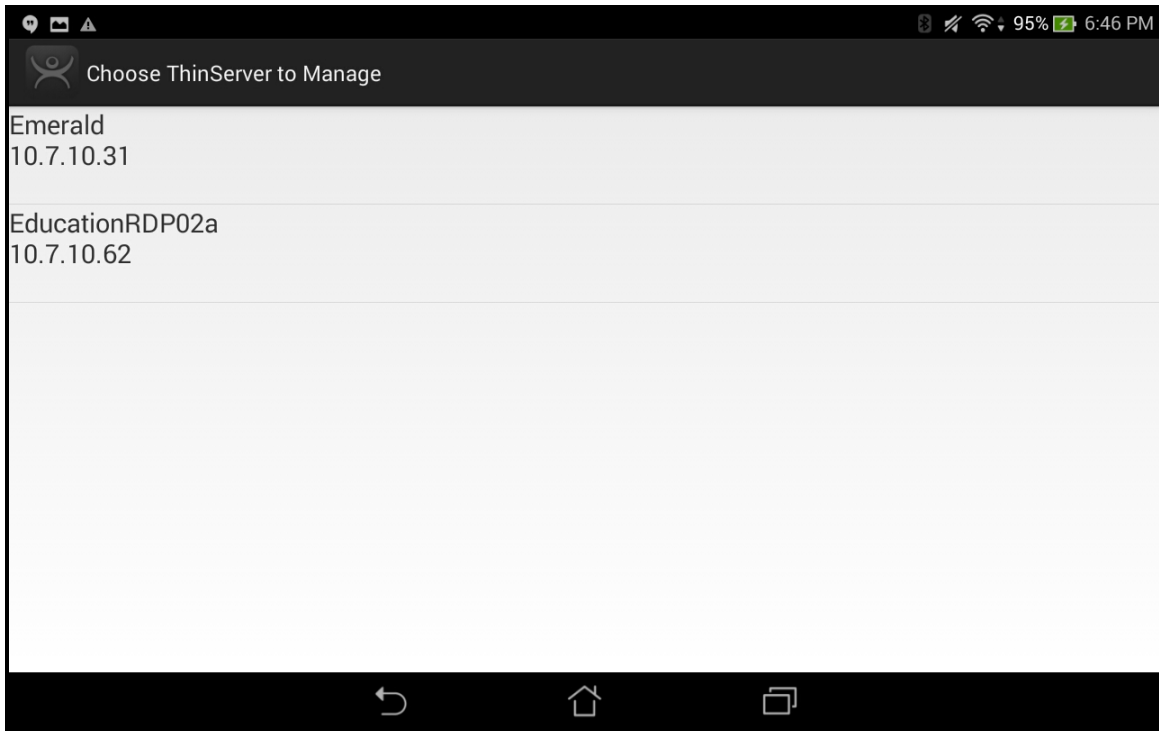 95% 6:46 PM
Choose ThinServer to Manage
Emerald
10.7.10.31
EducationRDP02a
10.7.10.62